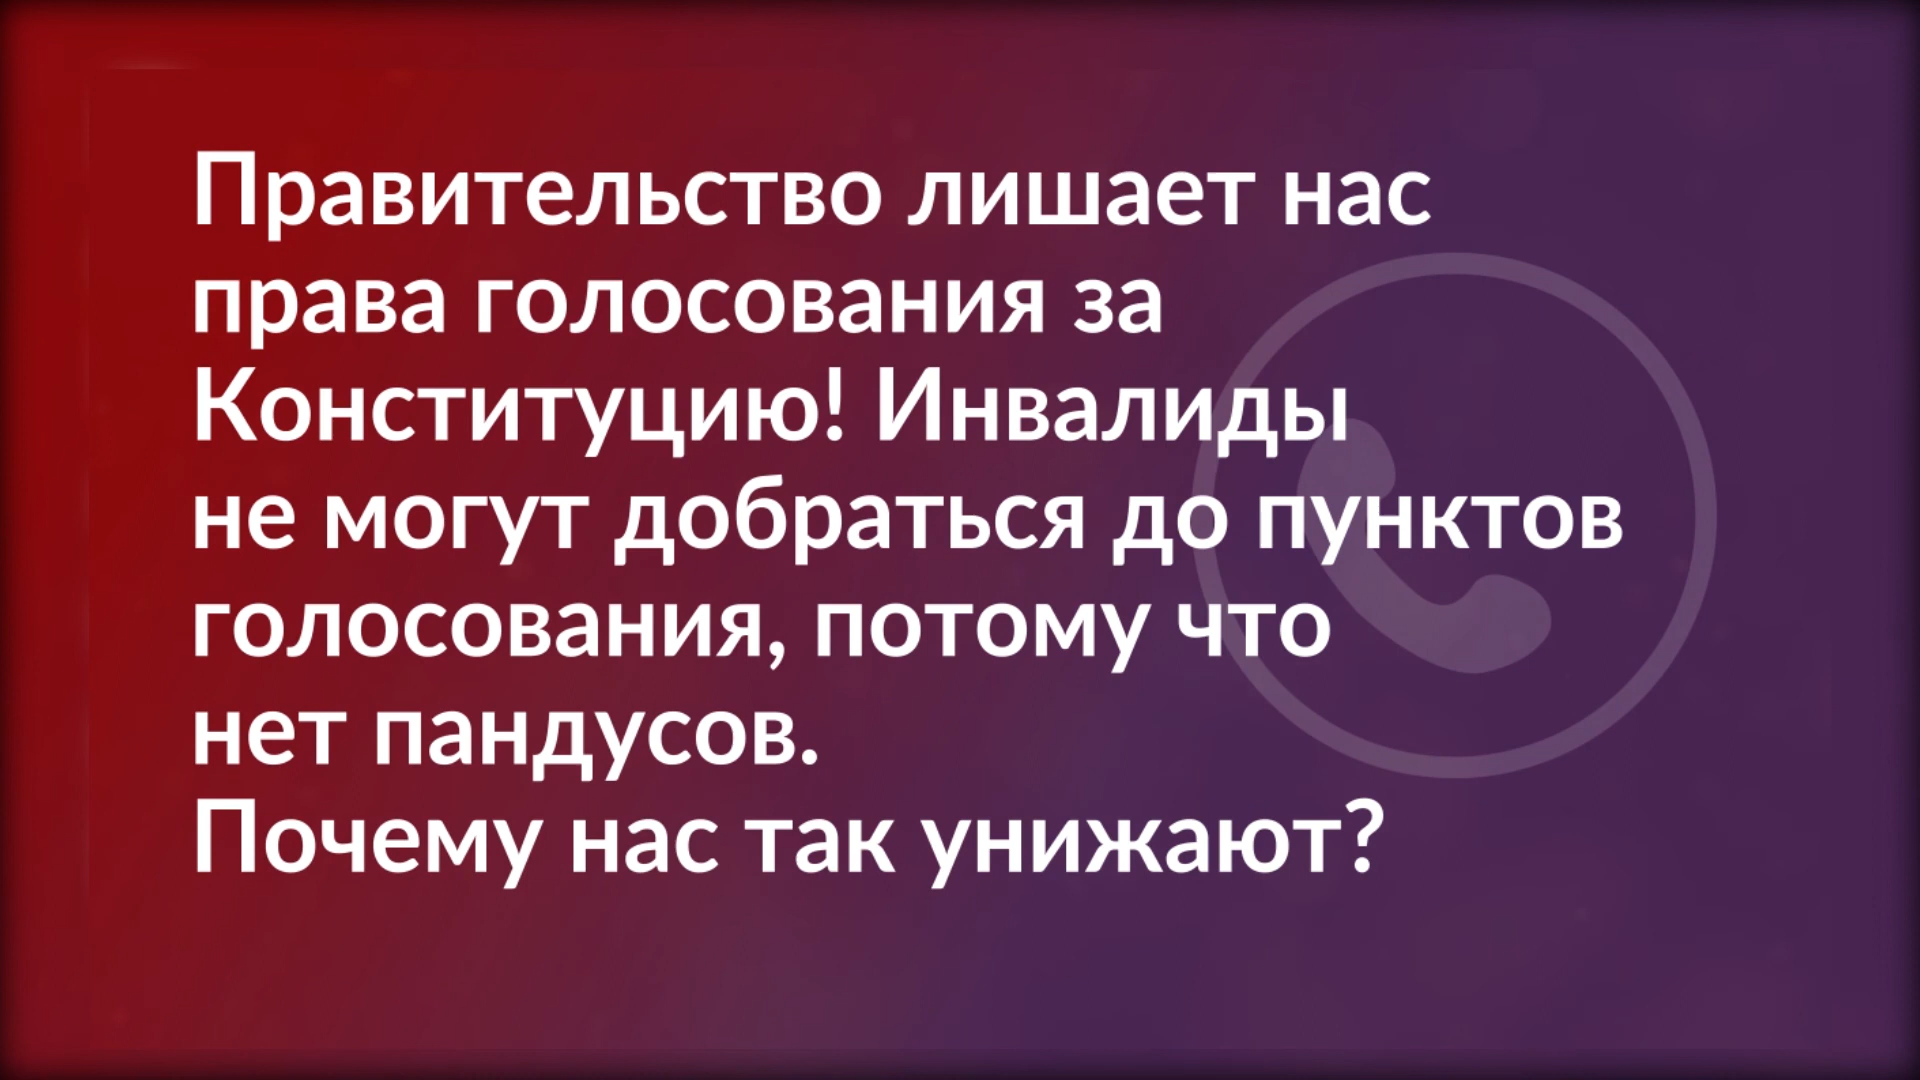 Правительство лишает нас
права голосования за
Конституцию! Инвалиды
не могут добраться до пунктов
голосования, потому что
нет пандусов.
Почему нас так унижают?